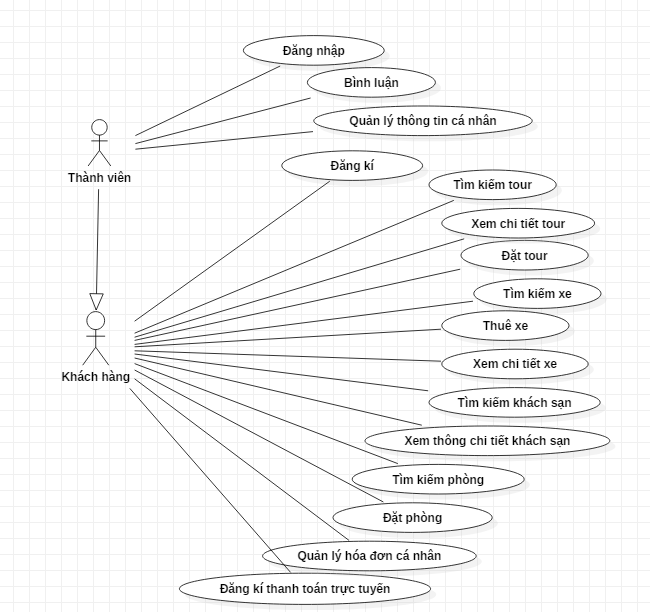 Đăng nhập
Bình luận
Quản lý thông tin cá nhân
Đăng kí
Thành viên
Tìm kiếm tour
Xem chi tiết tour
Đặt tour
Tìm kiếm xe
Thuê xe
Xem chi tiết xe
Khách hàng
Tìm kiếm khách sạn
Xem thông chi tiết khách sạn
Tìm kiếm phòng
Đặt phòng
Quản lý hóa đơn cá nhân
Đăng kí thanh toán trực tuyến